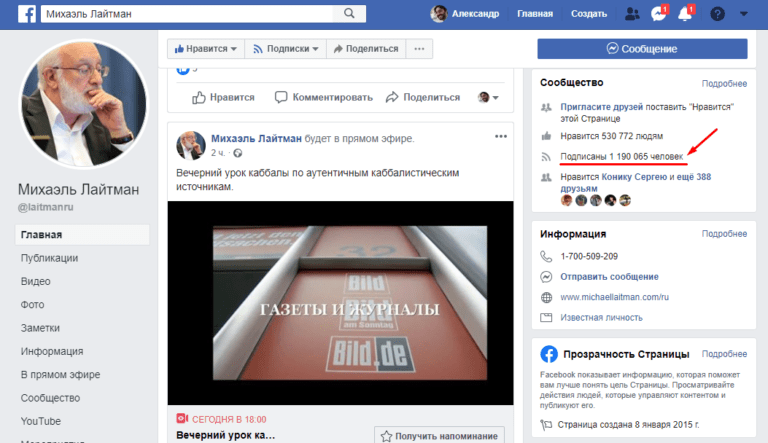 Михаэль Лайтман
Александр
Главная
Создать
1
1
Михаэль Лайтман
@laitmanru
Главная
Публикации
Видео
Фото
Заметки
Информация
В прямом эфире
Сообщество
YouTube
Нравится
Подписки
Поделиться
Нравится
Комментировать
Поделиться
Михаэль Лайтман будет в прямом эфире.
2 ч.
Вечерний урок каббалы по аутентичным каббалистическим
источникам.
32
Bild
Bild
am Sonntag
ГАЗЕТЫ И ЖУРНАЛЫ
Bild.de
СЕГОДНЯ В 18:00
Вечерний урок ка…
Получить напоминание
Сообщение
Сообщество
Подробнее
Пригласите друзей поставить "Нравится"
этой Странице
Нравится 530 772 людям
Подписаны 1 190 065 человек
Нравится Конику Сергею и ещё 388
друзьям
Информация
Подробнее
1-700-509-209
Отправить сообщение
www.michaellaitman.com/ru
Известная личность
Прозрачность Страницы
Подробнее
Facebook показывает информацию, которая поможет
вам лучше понять цель Страницы. Просматривайте
действия людей, которые управляют контентом и
публикуют его.
Страница создана 8 января 2015 г.